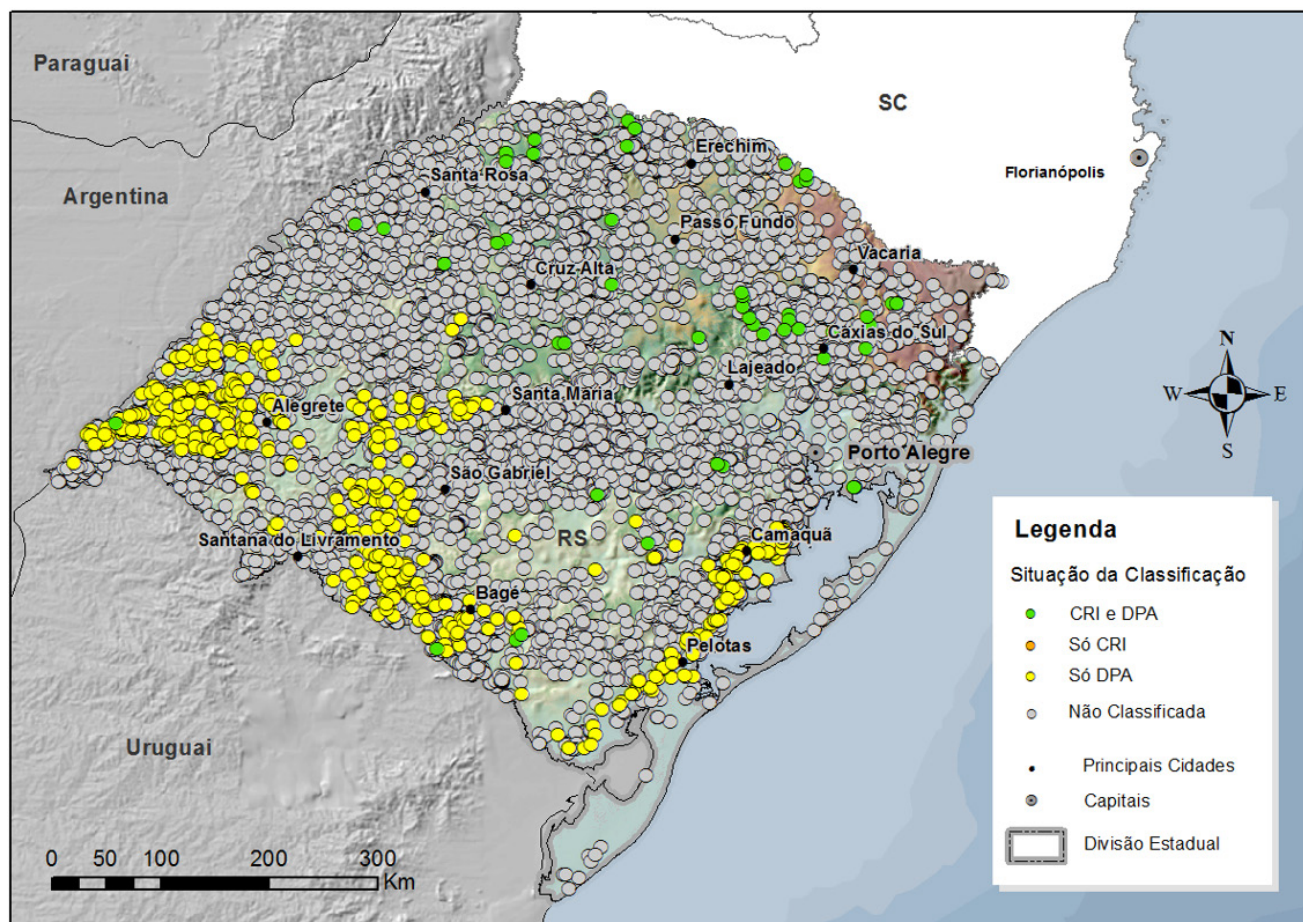 Paraguai
SC
Erechim
Florianópolis
Santa Rosa
Argentina
Passo Fundo
Vacaria
Cruz Alta
N
Caxias do Sul
Lajeado
W
E
Santa Maria
Alegrete
S
Porto Alegre
São Gabriel
Legenda
Santana do Livramento
RS
Camaquã
Situação da Classificação
Bagé
CRI e DPA
Só CRI
Pelotas
Só DPA
Não Classificada
Uruguai
Principais Cidades
Capitais
Divisão Estadual
0 50 100 200 300
Km